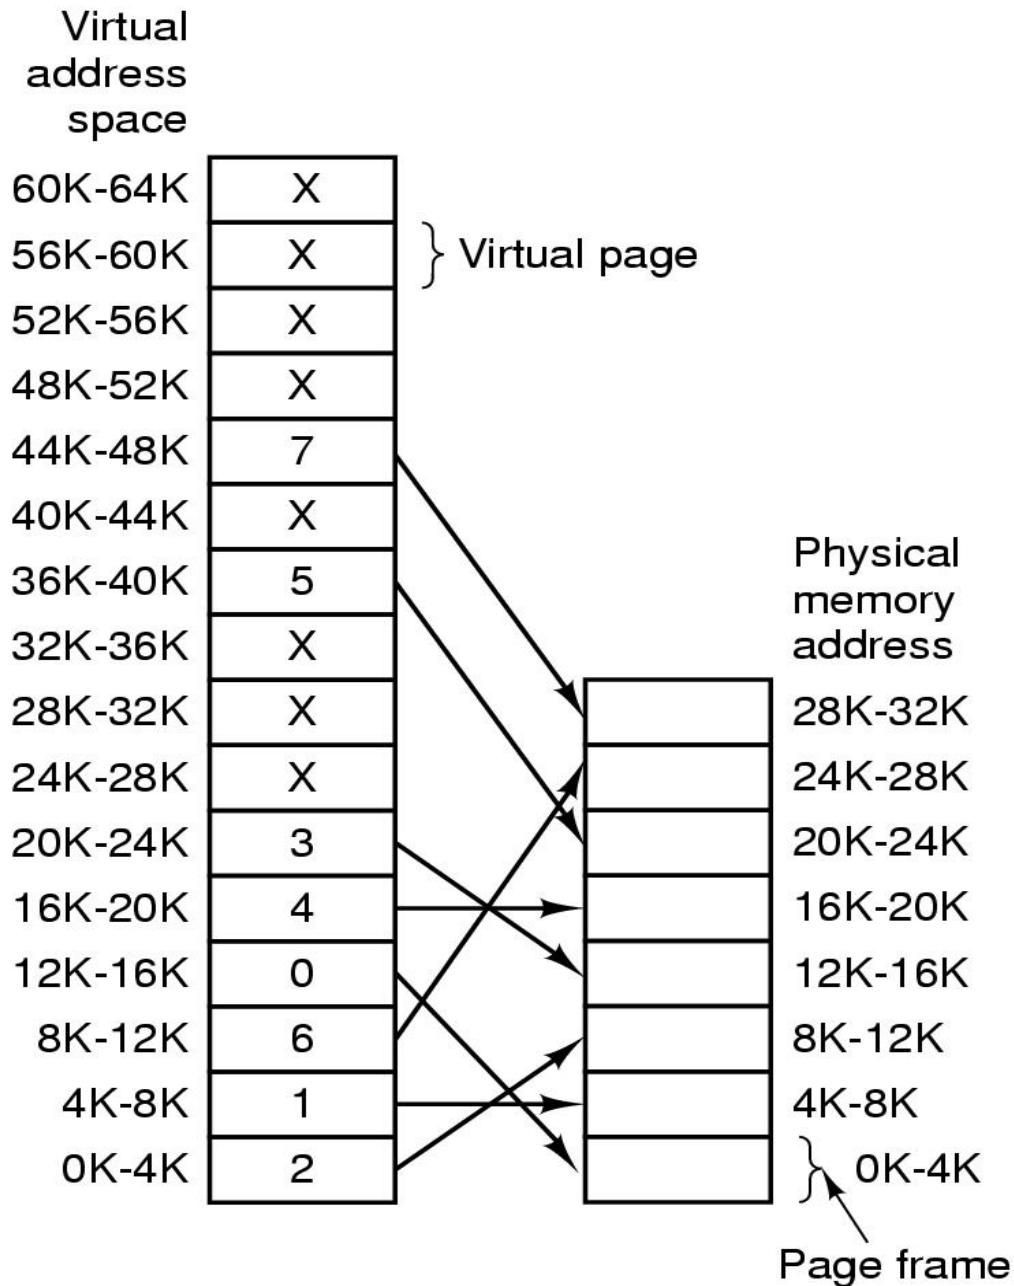 Virtual
address
space
60K-64K X
56K-60K X Virtual page
52K-56K X
48K-52K X
44K-48K 7
40K-44K X
36K-40K 5
32K-36K X
28K-32K X
24K-28K X
20K-24K 3
16K-20K 4
12K-16K 0
8K-12K 6
4K-8K 1
0K-4K 2
Physical
memory
address
28K-32K
24K-28K
20K-24K
16K-20K
12K-16K
8K-12K
4K-8K
0K-4K
Page frame